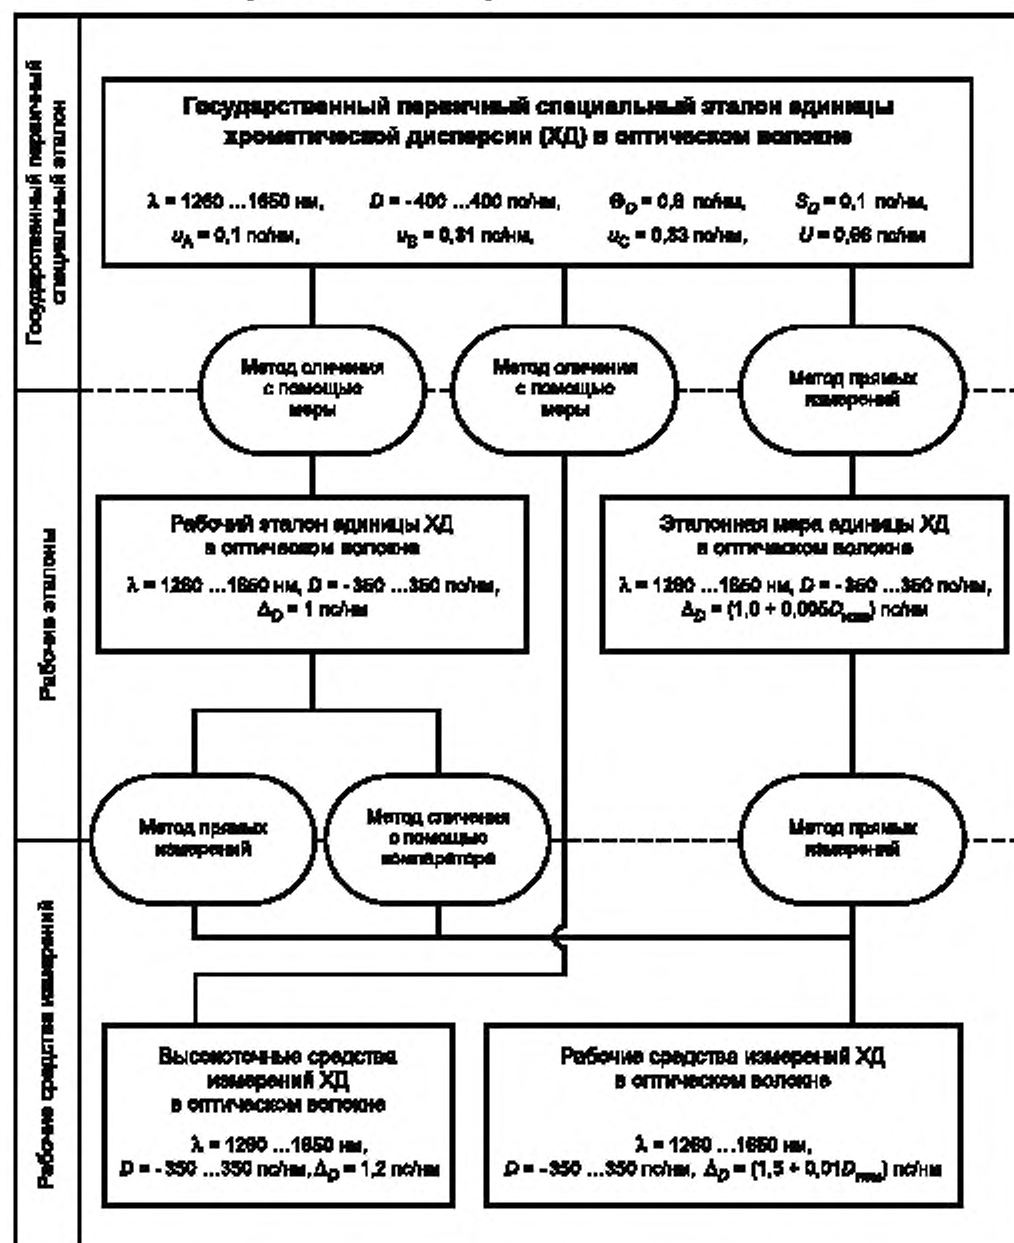 Государственный первичный
специальный эталон
Государственный первичный специальный эталон единицы
хроматической дисперсии (ХД) в оптическом волокне
λ = 1260 ...1650 нм, D = -400 ...400 пс/нм, Θ_D = 0,8 пс/нм, S_D = 0,1 пс/нм,
u_A = 0,1 пс/нм, u_B = 0,31 пс/нм, u_C = 0,33 пс/нм, U = 0,66 пс/нм
Метод сличения
с помощью
меры
Метод сличения
с помощью
меры
Метод прямых
измерений
Рабочие эталоны
Рабочий эталон единицы ХД
в оптическом волокне
λ = 1260 ...1650 нм, D = -350 ...350 пс/нм,
Δ_D = 1 пс/нм
Эталонная мера единицы ХД
в оптическом волокне
λ = 1260 ...1650 нм, D = -350 ...350 пс/нм,
Δ_D = (1,0 + 0,005D) пс/нм
Метод прямых
измерений
Метод сличения
с помощью
компаратора
Метод прямых
измерений
Рабочие средства измерений
Высокоточные средства
измерений ХД
в оптическом волокне
λ = 1260 ...1650 нм,
D = -350 ...350 пс/нм, Δ_D = 1,2 пс/нм
Рабочие средства измерений ХД
в оптическом волокне
λ = 1260 ...1650 нм,
D = -350 ...350 пс/нм, Δ_D = (1,5 + 0,01D) пс/нм